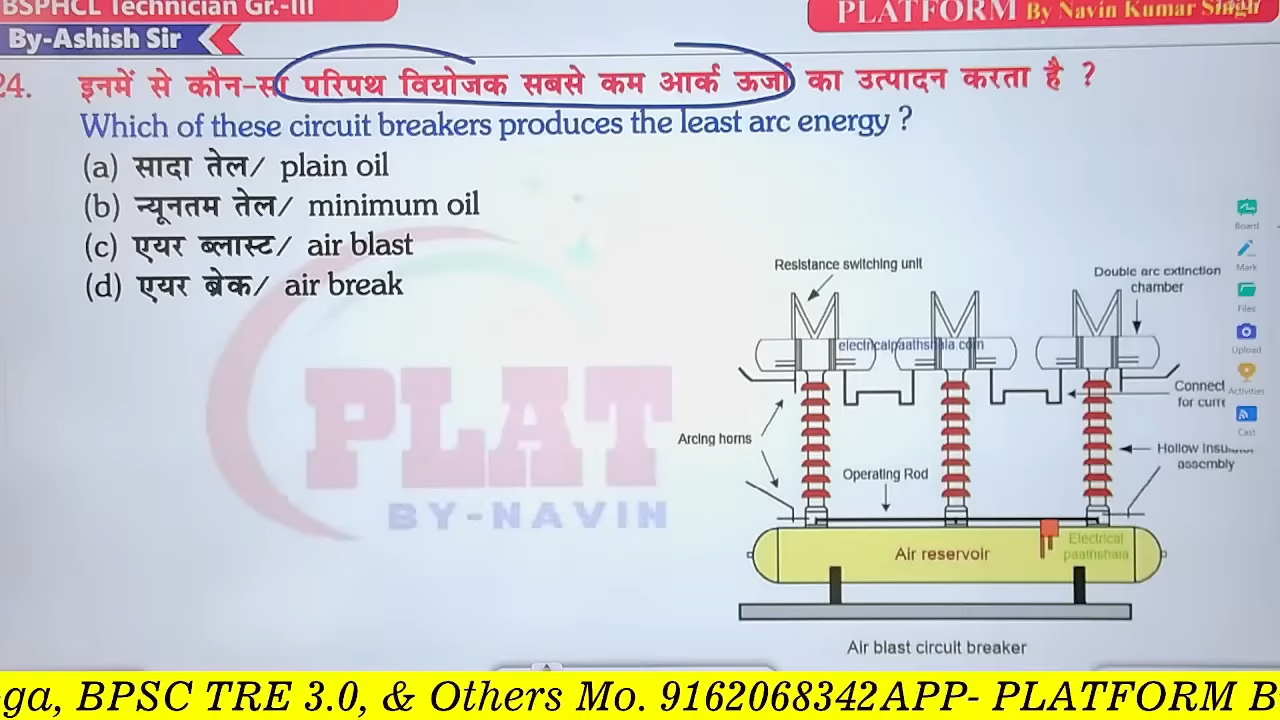 BSPHCL Technician Gr.-III
PLATFORM By Navin Kumar Singh
By-Ashish Sir
24. इनमें से कौन-सा परिपथ वियोजक सबसे कम आर्क ऊर्जा का उत्पादन करता है ?
Which of these circuit breakers produces the least arc energy ?
(a) सादा तेल/ plain oil
(b) न्यूनतम तेल/ minimum oil
(c) एयर ब्लास्ट/ air blast
(d) एयर ब्रेक/ air break
Board
Mark
Files
Upload
Activities
Cast
Resistance switching unit
Double arc extinction
chamber
electricalpaathshala.com
Connect
for curre
Arcing horns
Hollow insulator
assembly
Operating Rod
Air reservoir
Electrical
paathshala
Air blast circuit breaker
PLAT
BY-NAVIN
ga, BPSC TRE 3.0, & Others Mo. 9162068342APP- PLATFORM B